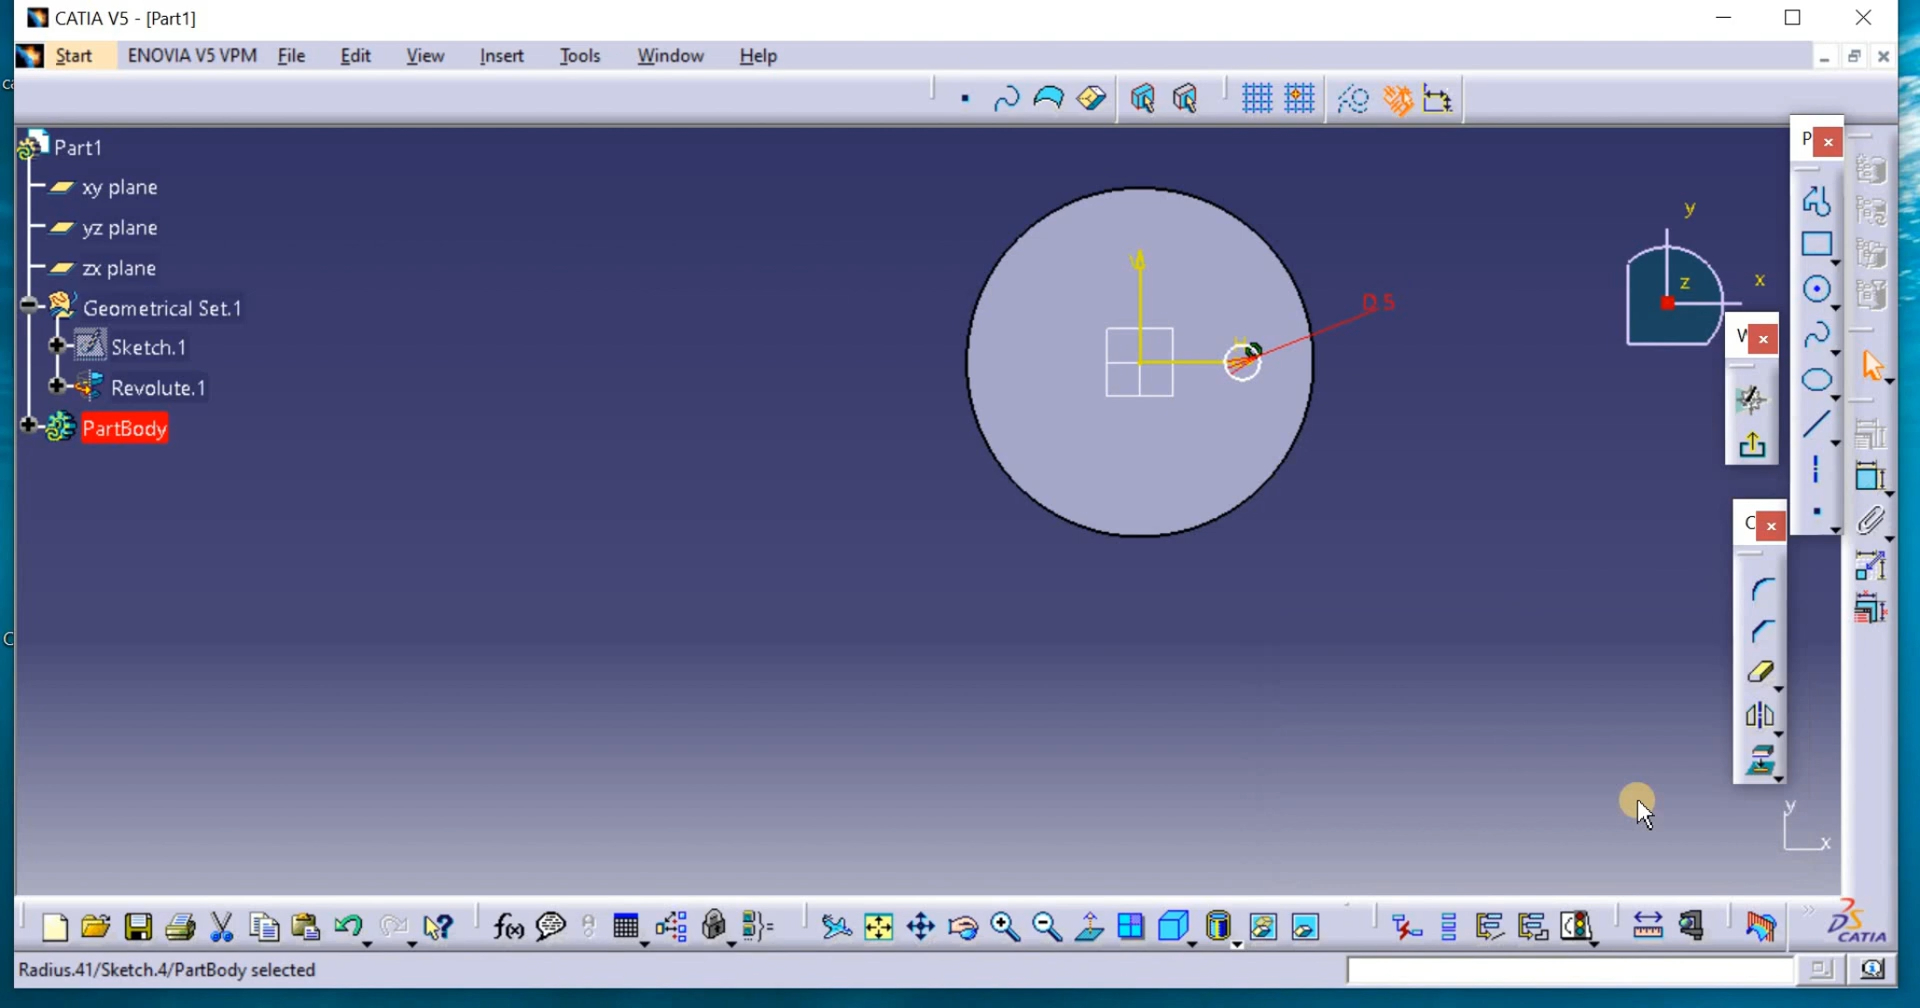 CATIA V5 - [Part1]
Start ENOVIA V5 VPM File Edit View Insert Tools Window Help
Part1
xy plane
yz plane
zx plane
Geometrical Set.1
Sketch.1
Revolute.1
PartBody
D 5
y
z
x
P
C
f(x)
y
x
CATIA
Radius.41/Sketch.4/PartBody selected